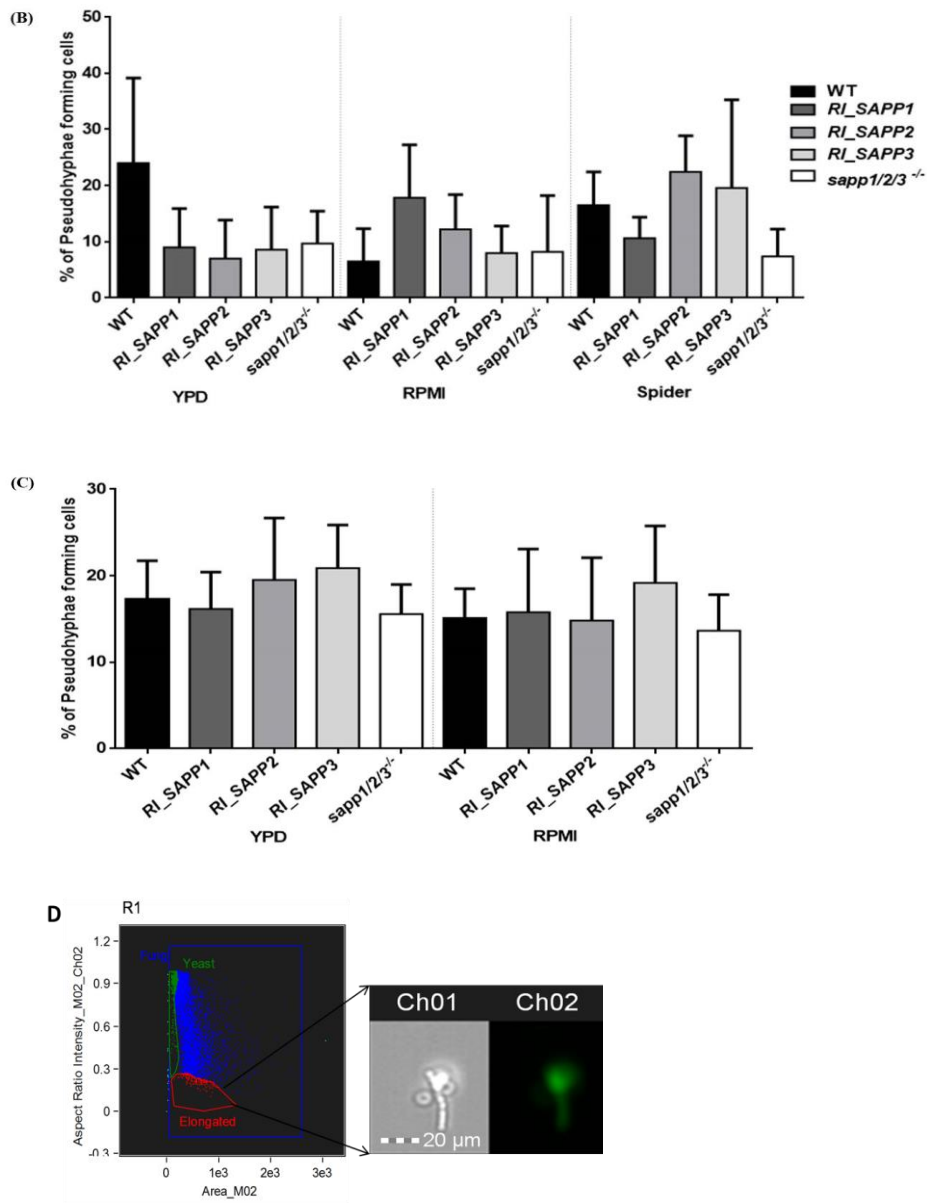 (B)
% of Pseudohyphae forming cells
50
40
30
20
10
0
WT
RI_SAPP1
RI_SAPP2
RI_SAPP3
sapp1/2/3 -/-
WT RI_SAPP1 RI_SAPP2 RI_SAPP3 sapp1/2/3-/- WT RI_SAPP1 RI_SAPP2 RI_SAPP3 sapp1/2/3-/- WT RI_SAPP1 RI_SAPP2 RI_SAPP3 sapp1/2/3-/-
YPD RPMI Spider
(C)
% of Pseudohyphae forming cells
30
20
10
0
WT RI_SAPP1 RI_SAPP2 RI_SAPP3 sapp1/2/3-/- WT RI_SAPP1 RI_SAPP2 RI_SAPP3 sapp1/2/3-/-
YPD RPMI
D
R1
Aspect Ratio Intensity_M02_Ch02
1.2
0.9
0.6
0.3
0
-0.3
Yeast
Elongated
0 1e3 2e3 3e3
Area_M02
Ch01 Ch02
20 µm